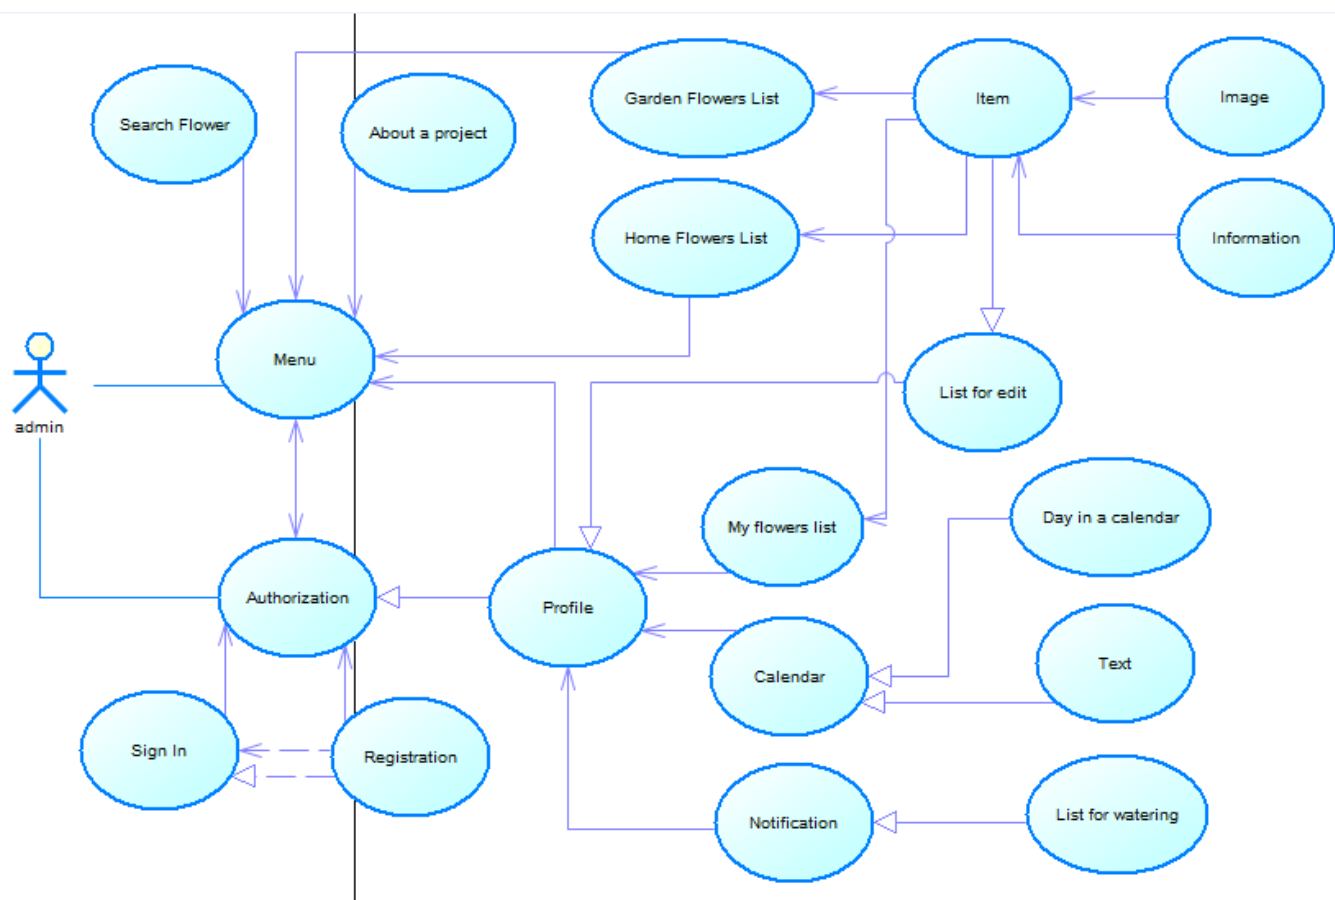 Garden Flowers List
Item
Image
Search Flower
About a project
Home Flowers List
Information
Menu
List for edit
admin
My flowers list
Day in a calendar
Authorization
Profile
Calendar
Text
Sign In
Registration
Notification
List for watering